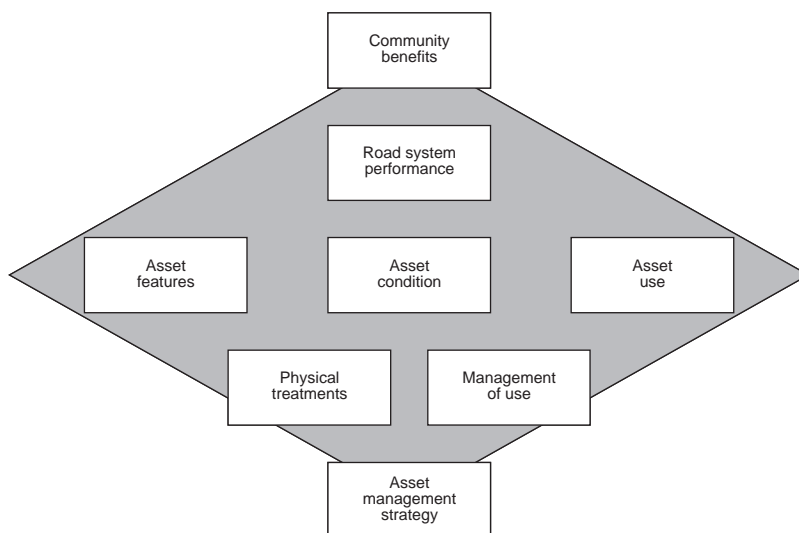 Community
benefits
Road system
performance
Asset
features
Asset
condition
Asset
use
Physical
treatments
Management
of use
Asset
management
strategy